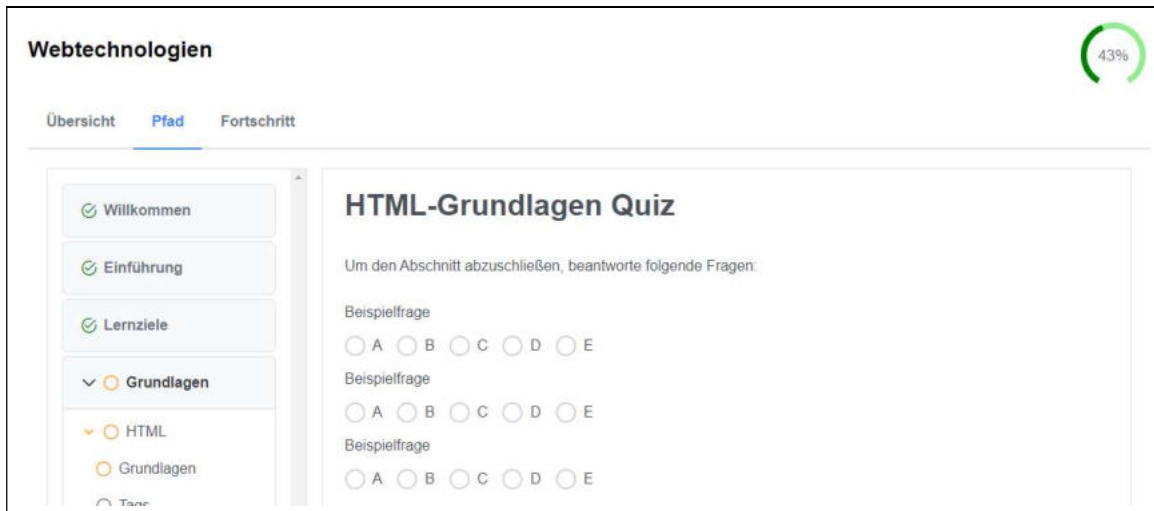 Webtechnologien
43%
Übersicht Pfad Fortschritt
Willkommen
Einführung
Lernziele
Grundlagen
HTML
Grundlagen
Tags
HTML-Grundlagen Quiz
Um den Abschnitt abzuschließen, beantworte folgende Fragen:
Beispielfrage
A B C D E
Beispielfrage
A B C D E
Beispielfrage
A B C D E